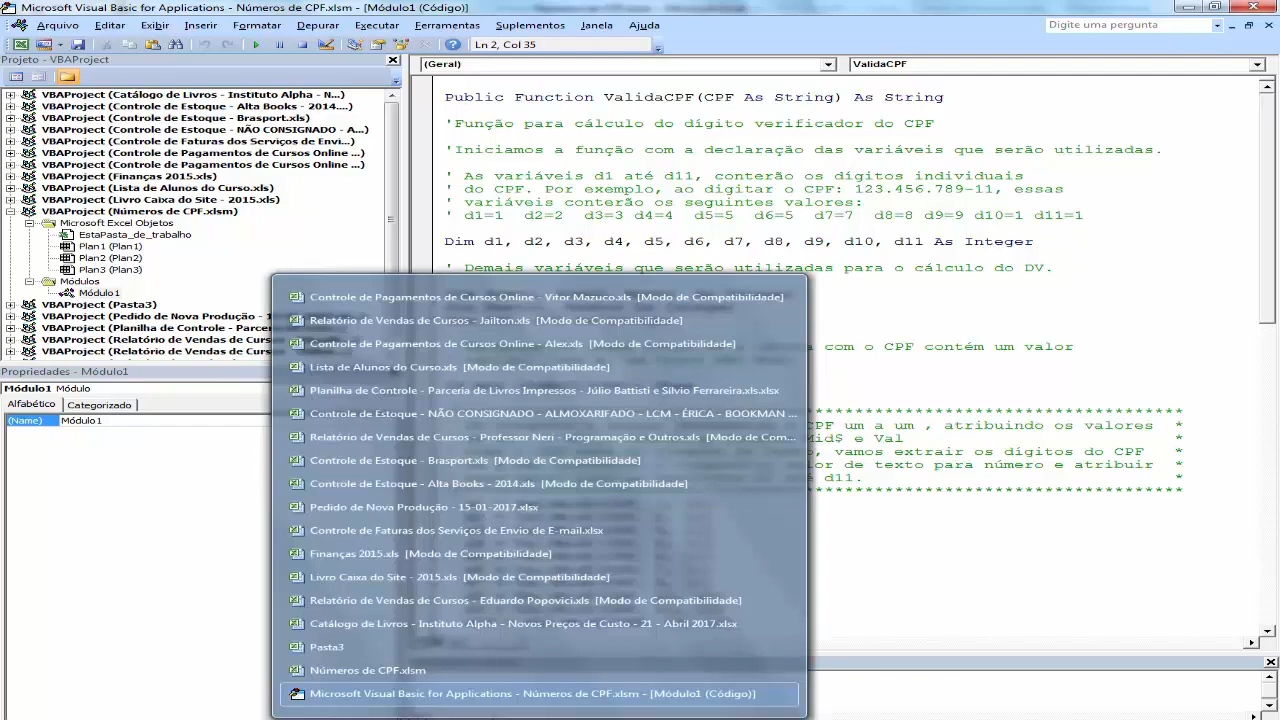 Microsoft Visual Basic for Applications - Números de CPF.xlsm - [Módulo1 (Código)]
Arquivo Editar Exibir Inserir Formatar Depurar Executar Ferramentas Suplementos Janela Ajuda Digite uma pergunta
Ln 2, Col 35
Projeto - VBAProject
VBAProject (Catálogo de Livros - Instituto Alpha - N...)
VBAProject (Controle de Estoque - Alta Books - 2014....)
VBAProject (Controle de Estoque - Brasport.xls)
VBAProject (Controle de Estoque - NÃO CONSIGNADO - A...)
VBAProject (Controle de Faturas dos Serviços de Envi...)
VBAProject (Controle de Pagamentos de Cursos Online ...)
VBAProject (Controle de Pagamentos de Cursos Online ...)
VBAProject (Finanças 2015.xls)
VBAProject (Lista de Alunos do Curso.xls)
VBAProject (Livro Caixa do Site - 2015.xls)
VBAProject (Números de CPF.xlsm)
Microsoft Excel Objetos
EstaPasta_de_trabalho
Plan1 (Plan1)
Plan2 (Plan2)
Plan3 (Plan3)
Módulos
Módulo1
VBAProject (Pasta3)
VBAProject (Pedido de Nova Produção - 1
VBAProject (Planilha de Controle - Parcer
VBAProject (Relatório de Vendas de Curso
VBAProject (Relatório de Vendas de Curso
Propriedades - Módulo1
Módulo1 Módulo
Alfabético Categorizado
(Name) Módulo1
(Geral) ValidaCPF
Public Function ValidaCPF(CPF As String) As String
'Função para cálculo do dígito verificador do CPF
'Iniciamos a função com a declaração das variáveis que serão utilizadas.
' As variáveis d1 até d11, conterão os dígitos individuais
' do CPF. Por exemplo, ao digitar o CPF: 123.456.789-11, essas
' variáveis conterão os seguintes valores:
' d1=1 d2=2 d3=3 d4=4 d5=5 d6=5 d7=7 d8=8 d9=9 d10=1 d11=1
Dim d1, d2, d3, d4, d5, d6, d7, d8, d9, d10, d11 As Integer
' Demais variáveis que serão utilizadas para o cálculo do DV.
com o CPF contém um valor
*****************************
CPF um a um , atribuindo os valores *
Mid$ e Val *
, vamos extrair os dígitos do CPF *
valor de texto para número e atribuir *
até d11. *
*****************************
Controle de Pagamentos de Cursos Online - Vitor Mazuco.xls [Modo de Compatibilidade]
Relatório de Vendas de Cursos - Jailton.xls [Modo de Compatibilidade]
Controle de Pagamentos de Cursos Online - Alex.xls [Modo de Compatibilidade]
Lista de Alunos do Curso.xls [Modo de Compatibilidade]
Planilha de Controle - Parceria de Livros Impressos - Júlio Battisti e Sílvio Ferrareira.xls.xlsx
Controle de Estoque - NÃO CONSIGNADO - ALMOXARIFADO - LCM - ÉRICA - BOOKMAN ...
Relatório de Vendas de Cursos - Professor Neri - Programação e Outros.xls [Modo de Com...
Controle de Estoque - Brasport.xls [Modo de Compatibilidade]
Controle de Estoque - Alta Books - 2014.xls [Modo de Compatibilidade]
Pedido de Nova Produção - 15-01-2017.xlsx
Controle de Faturas dos Serviços de Envio de E-mail.xlsx
Finanças 2015.xls [Modo de Compatibilidade]
Livro Caixa do Site - 2015.xls [Modo de Compatibilidade]
Relatório de Vendas de Cursos - Eduardo Popovici.xls [Modo de Compatibilidade]
Catálogo de Livros - Instituto Alpha - Novos Preços de Custo - 21 - Abril 2017.xlsx
Pasta3
Números de CPF.xlsm
Microsoft Visual Basic for Applications - Números de CPF.xlsm - [Módulo1 (Código)]